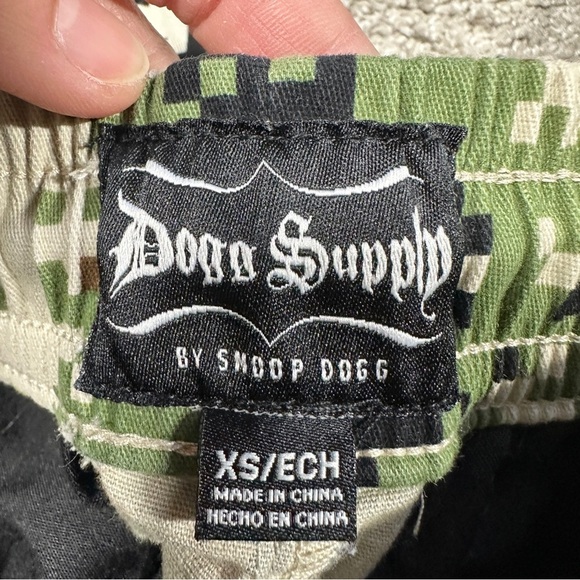 Dogg Supply
BY SNOOP DOGG
XS/ECH
MADE IN CHINA
HECHO EN CHINA